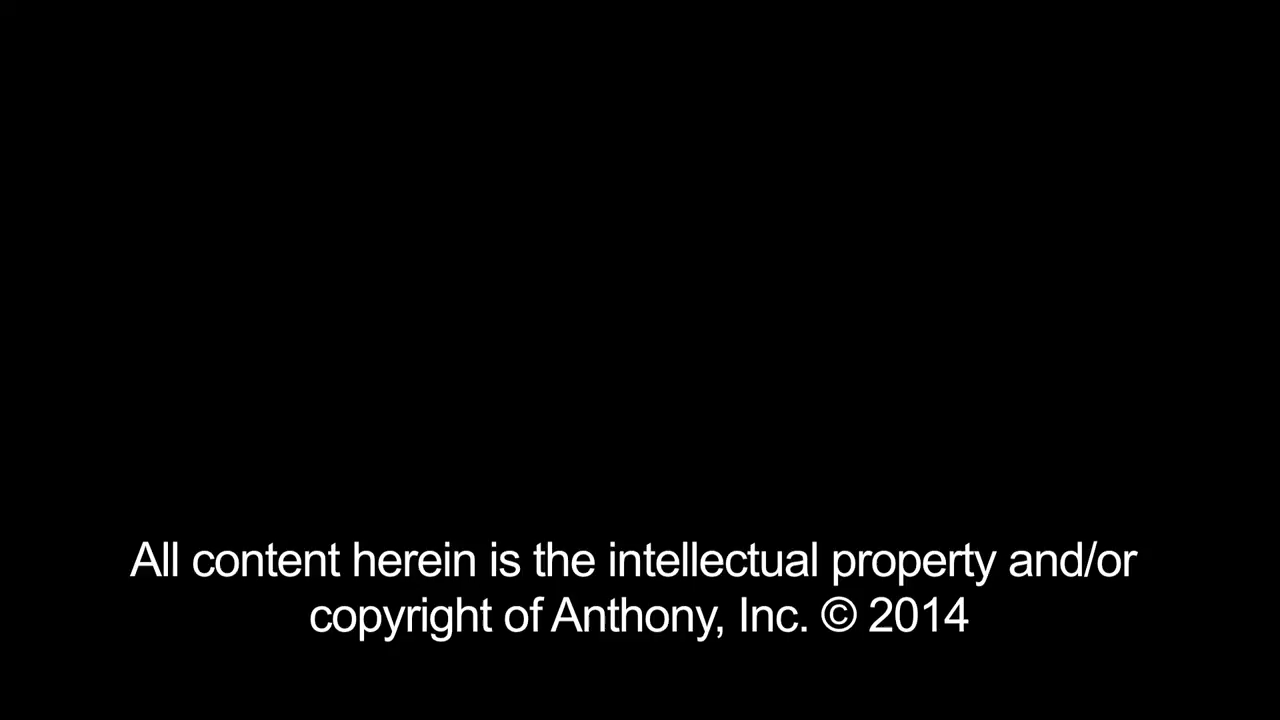 All content herein is the intellectual property and/or
copyright of Anthony, Inc. © 2014